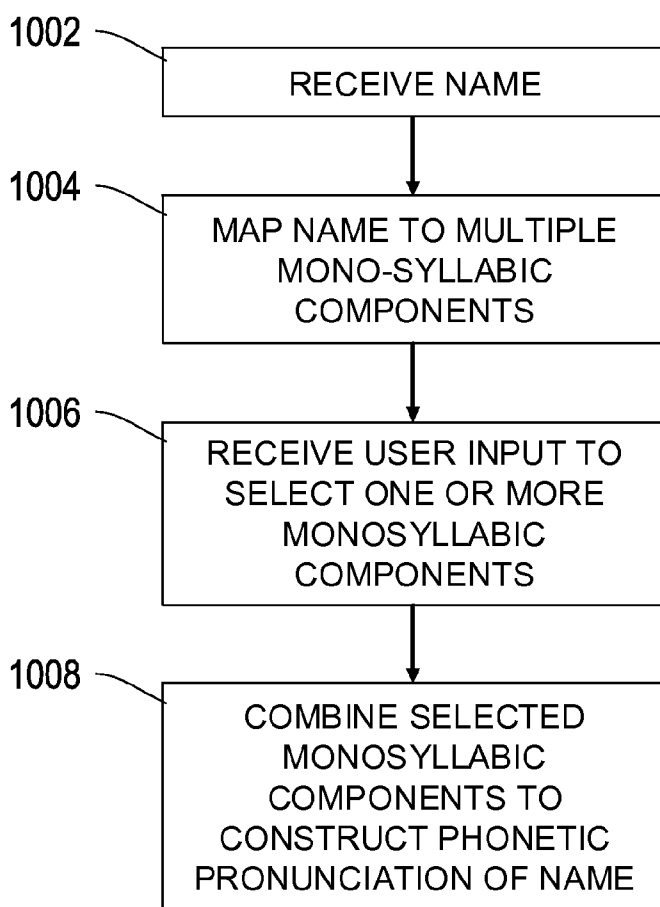 1002
RECEIVE NAME
1004
MAP NAME TO MULTIPLE
MONO-SYLLABIC
COMPONENTS
1006
RECEIVE USER INPUT TO
SELECT ONE OR MORE
MONOSYLLABIC
COMPONENTS
1008
COMBINE SELECTED
MONOSYLLABIC
COMPONENTS TO
CONSTRUCT PHONETIC
PRONUNCIATION OF NAME